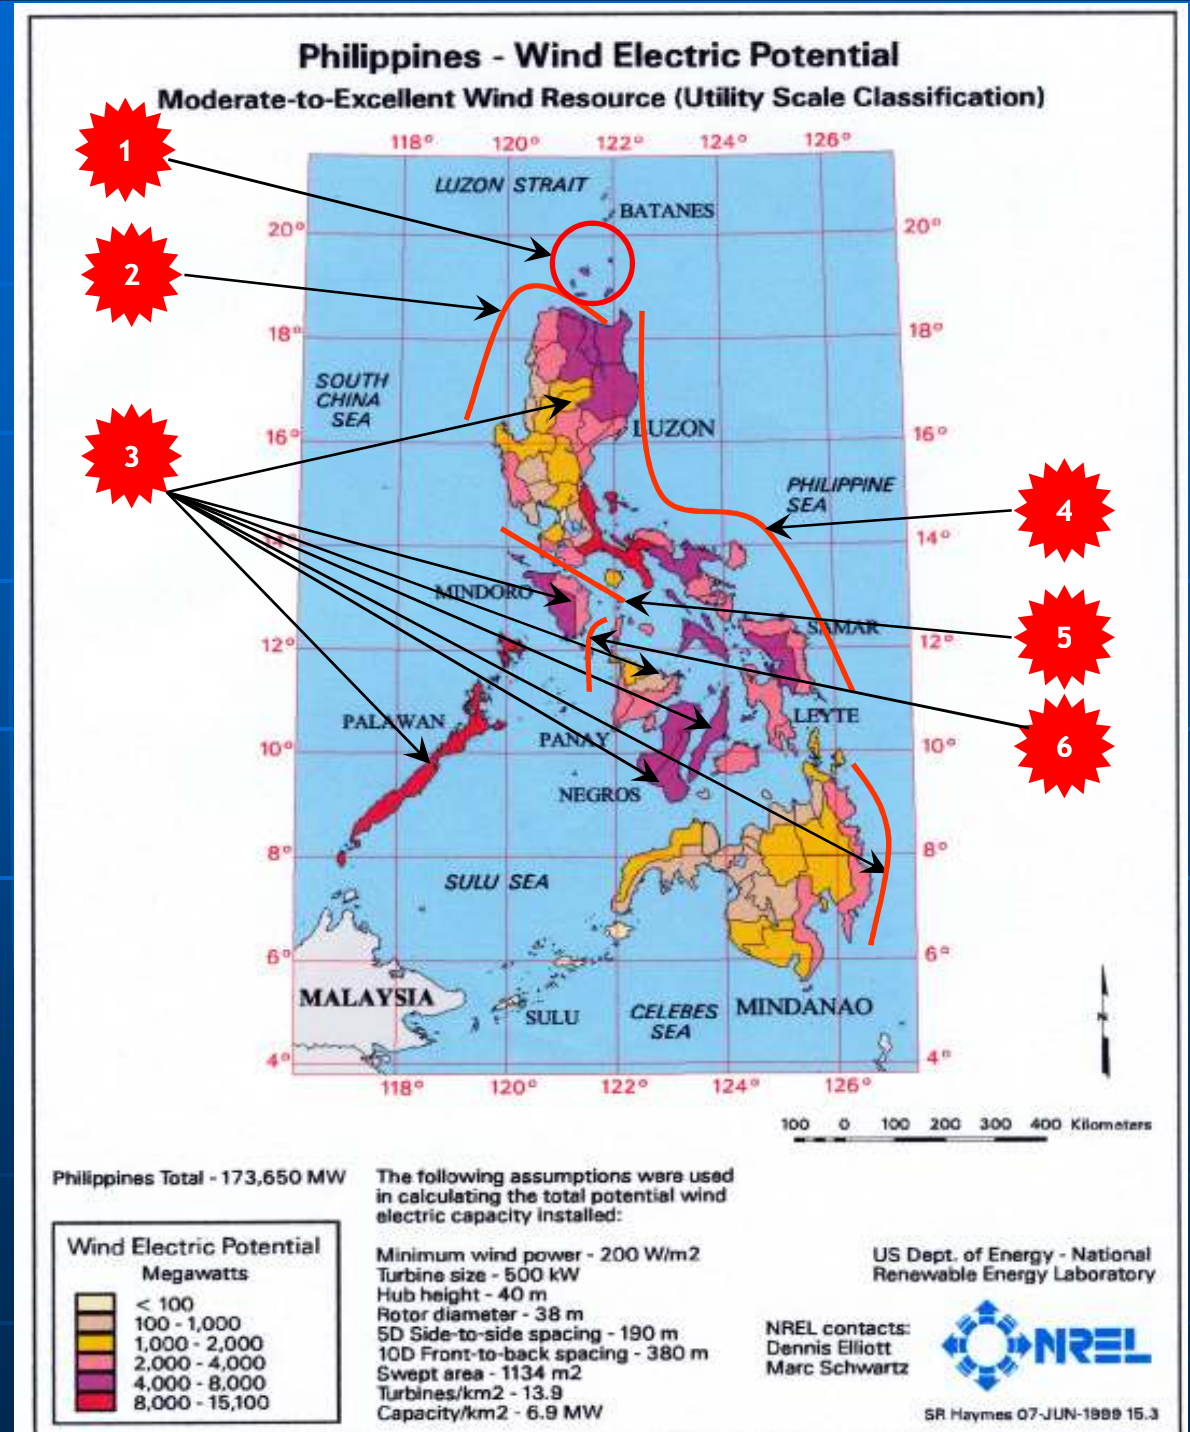 Philippines - Wind Electric Potential
Moderate-to-Excellent Wind Resource (Utility Scale Classification)
118° 120° 122° 124° 126°
1
LUZON STRAIT
BATANES
20° 20°
2
18° 18°
SOUTH
CHINA
SEA
LUZON
16° 16°
3
PHILIPPINE
SEA
4
14° 14°
MINDORO
SAMAR
5
12° 12°
PALAWAN
LEYTE
PANAY
10° 10°
6
NEGROS
8° 8°
SULU SEA
6° 6°
MALAYSIA
SULU
CELEBES
SEA
MINDANAO
N
4° 4°
118° 120° 122° 124° 126°
100 0 100 200 300 400 Kilometers
Philippines Total - 173,650 MW
Wind Electric Potential
Megawatts
< 100
100 - 1,000
1,000 - 2,000
2,000 - 4,000
4,000 - 8,000
8,000 - 15,100
The following assumptions were used
in calculating the total potential wind
electric capacity installed:
Minimum wind power - 200 W/m2
Turbine size - 500 kW
Hub height - 40 m
Rotor diameter - 38 m
5D Side-to-side spacing - 190 m
10D Front-to-back spacing - 380 m
Swept area - 1134 m2
Turbines/km2 - 13.9
Capacity/km2 - 6.9 MW
US Dept. of Energy - National
Renewable Energy Laboratory
NREL contacts:
Dennis Elliott
Marc Schwartz
NREL
SR Haymes 07-JUN-1999 15.3